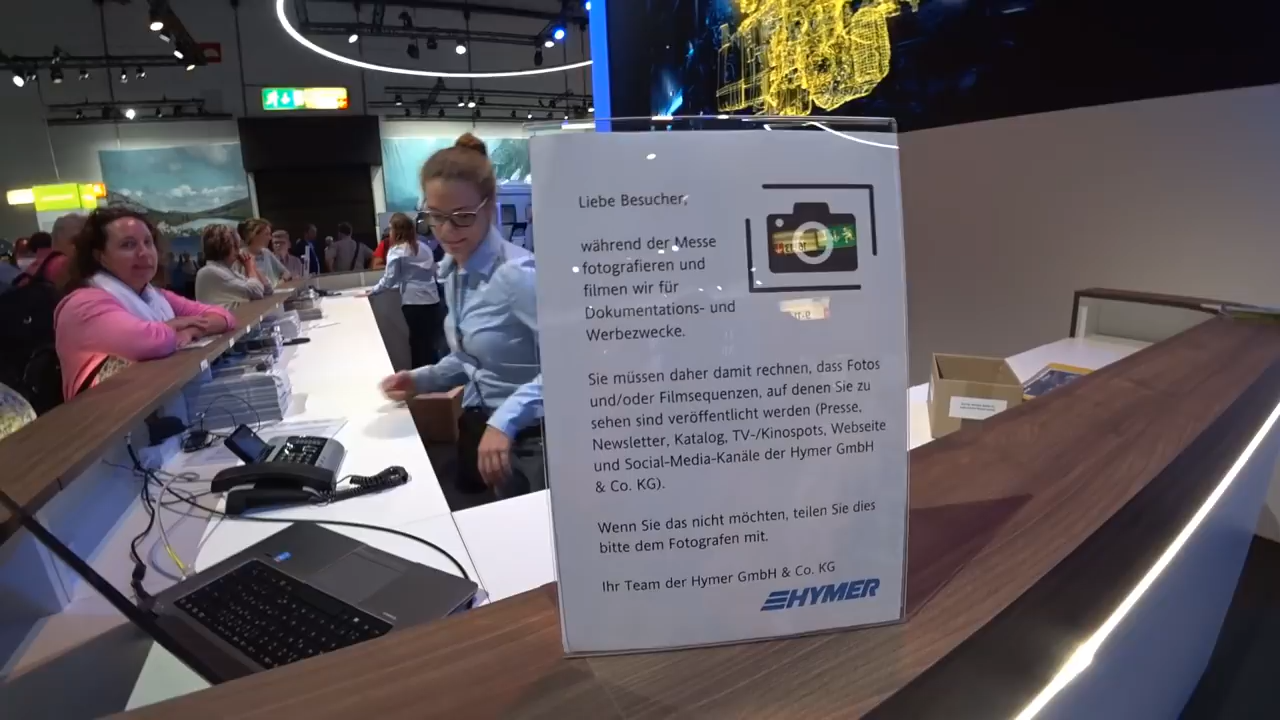 Liebe Besucher,
während der Messe
fotografieren und
filmen wir für
Dokumentations- und
Werbezwecke.
Sie müssen daher damit rechnen, dass Fotos
und/oder Filmsequenzen, auf denen Sie zu
sehen sind veröffentlicht werden (Presse,
Newsletter, Katalog, TV-/Kinospots, Webseite
und Social-Media-Kanäle der Hymer GmbH
& Co. KG).
Wenn Sie das nicht möchten, teilen Sie dies
bitte dem Fotografen mit.
Ihr Team der Hymer GmbH & Co. KG
HYMER